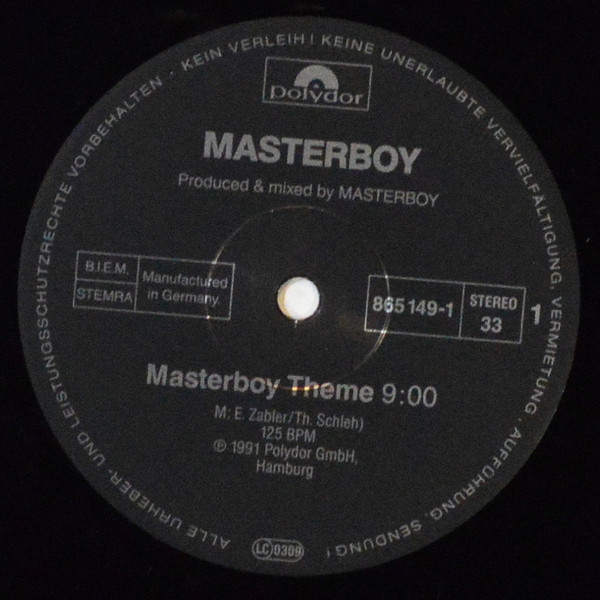 ALLE URHEBER- UND LEISTUNGSSCHUTZRECHTE VORBEHALTEN · KEIN VERLEIH! KEINE UNERLAUBTE VERVIELFÄLTIGUNG, VERMIETUNG, AUFFÜHRUNG, SENDUNG!
polydor
MASTERBOY
Produced & mixed by MASTERBOY
B.I.E.M.
STEMRA
Manufactured
in Germany.
865 149-1
STEREO
33
1
Masterboy Theme 9:00
M: E. Zabler/Th. Schleh)
125 BPM
℗ 1991 Polydor GmbH,
Hamburg
LC 0309